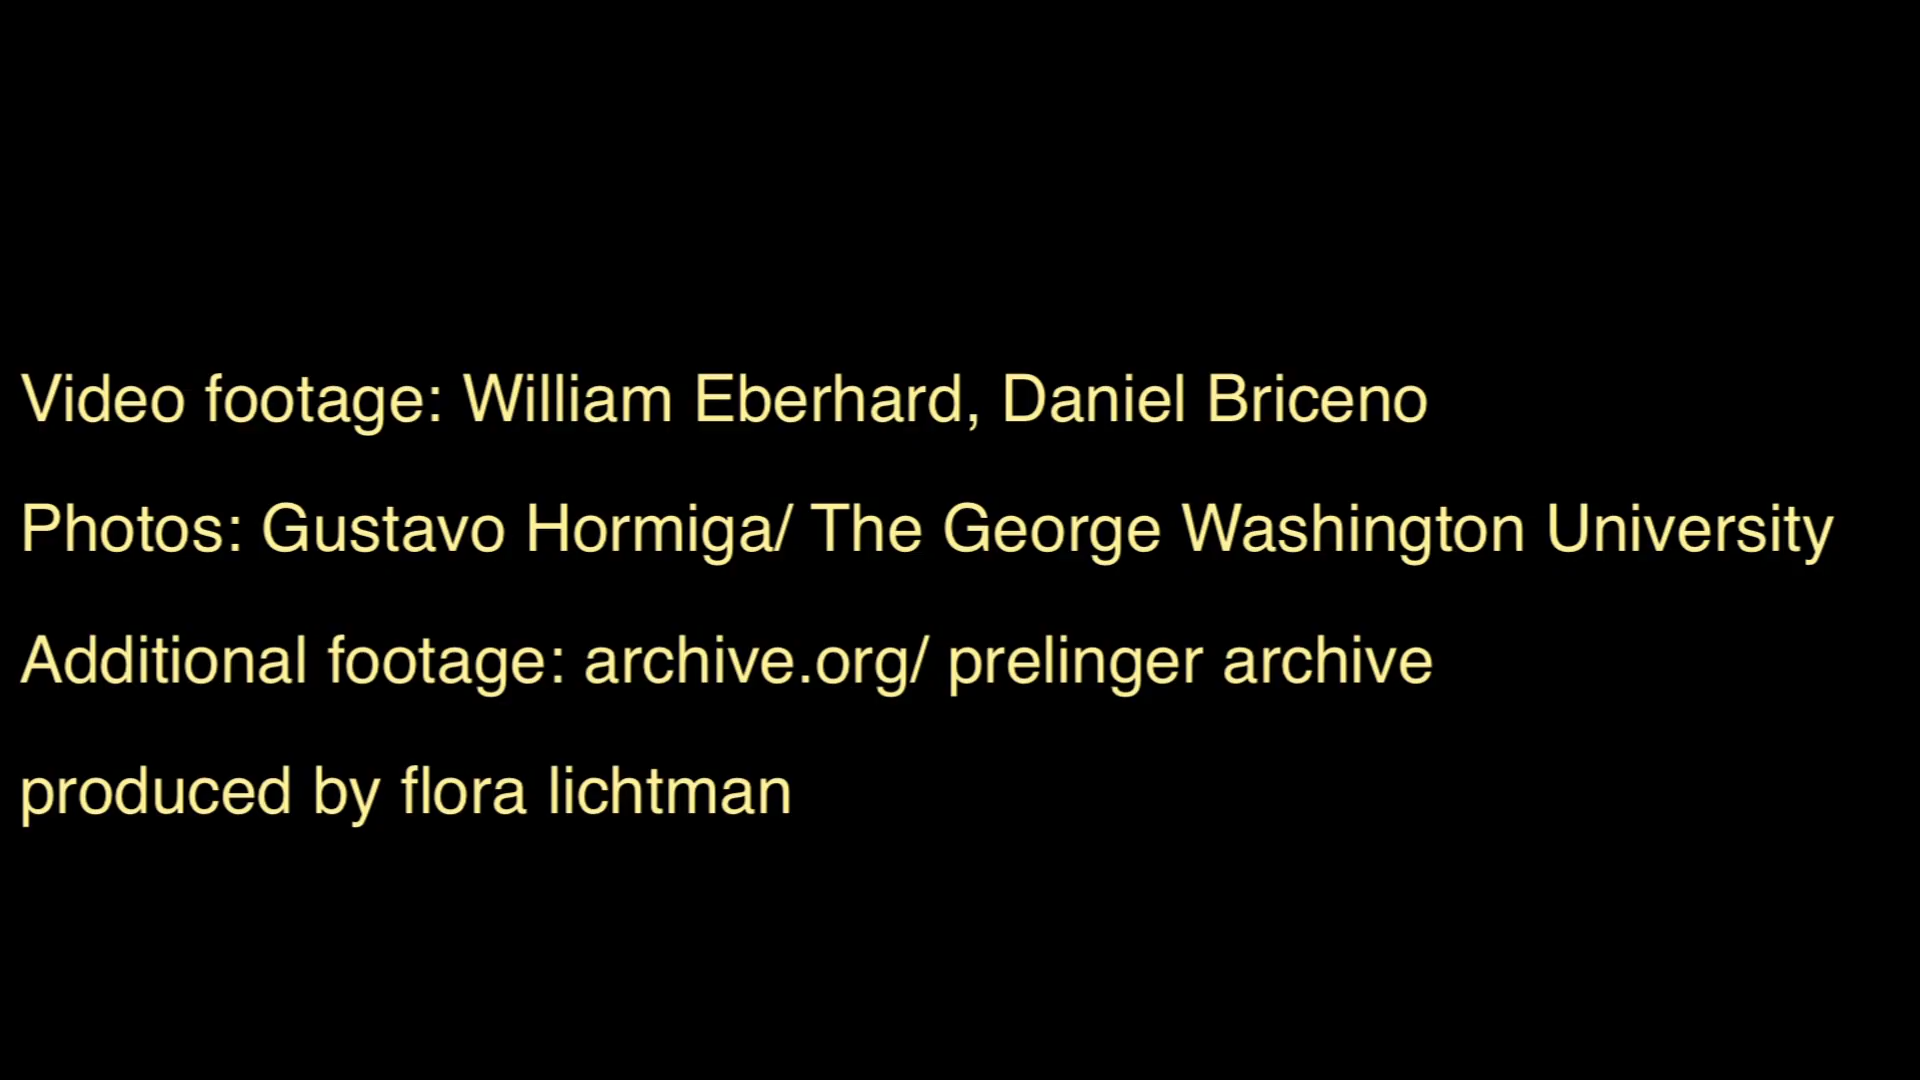 Video footage: William Eberhard, Daniel Briceno
Photos: Gustavo Hormiga/ The George Washington University
Additional footage: archive.org/ prelinger archive
produced by flora lichtman